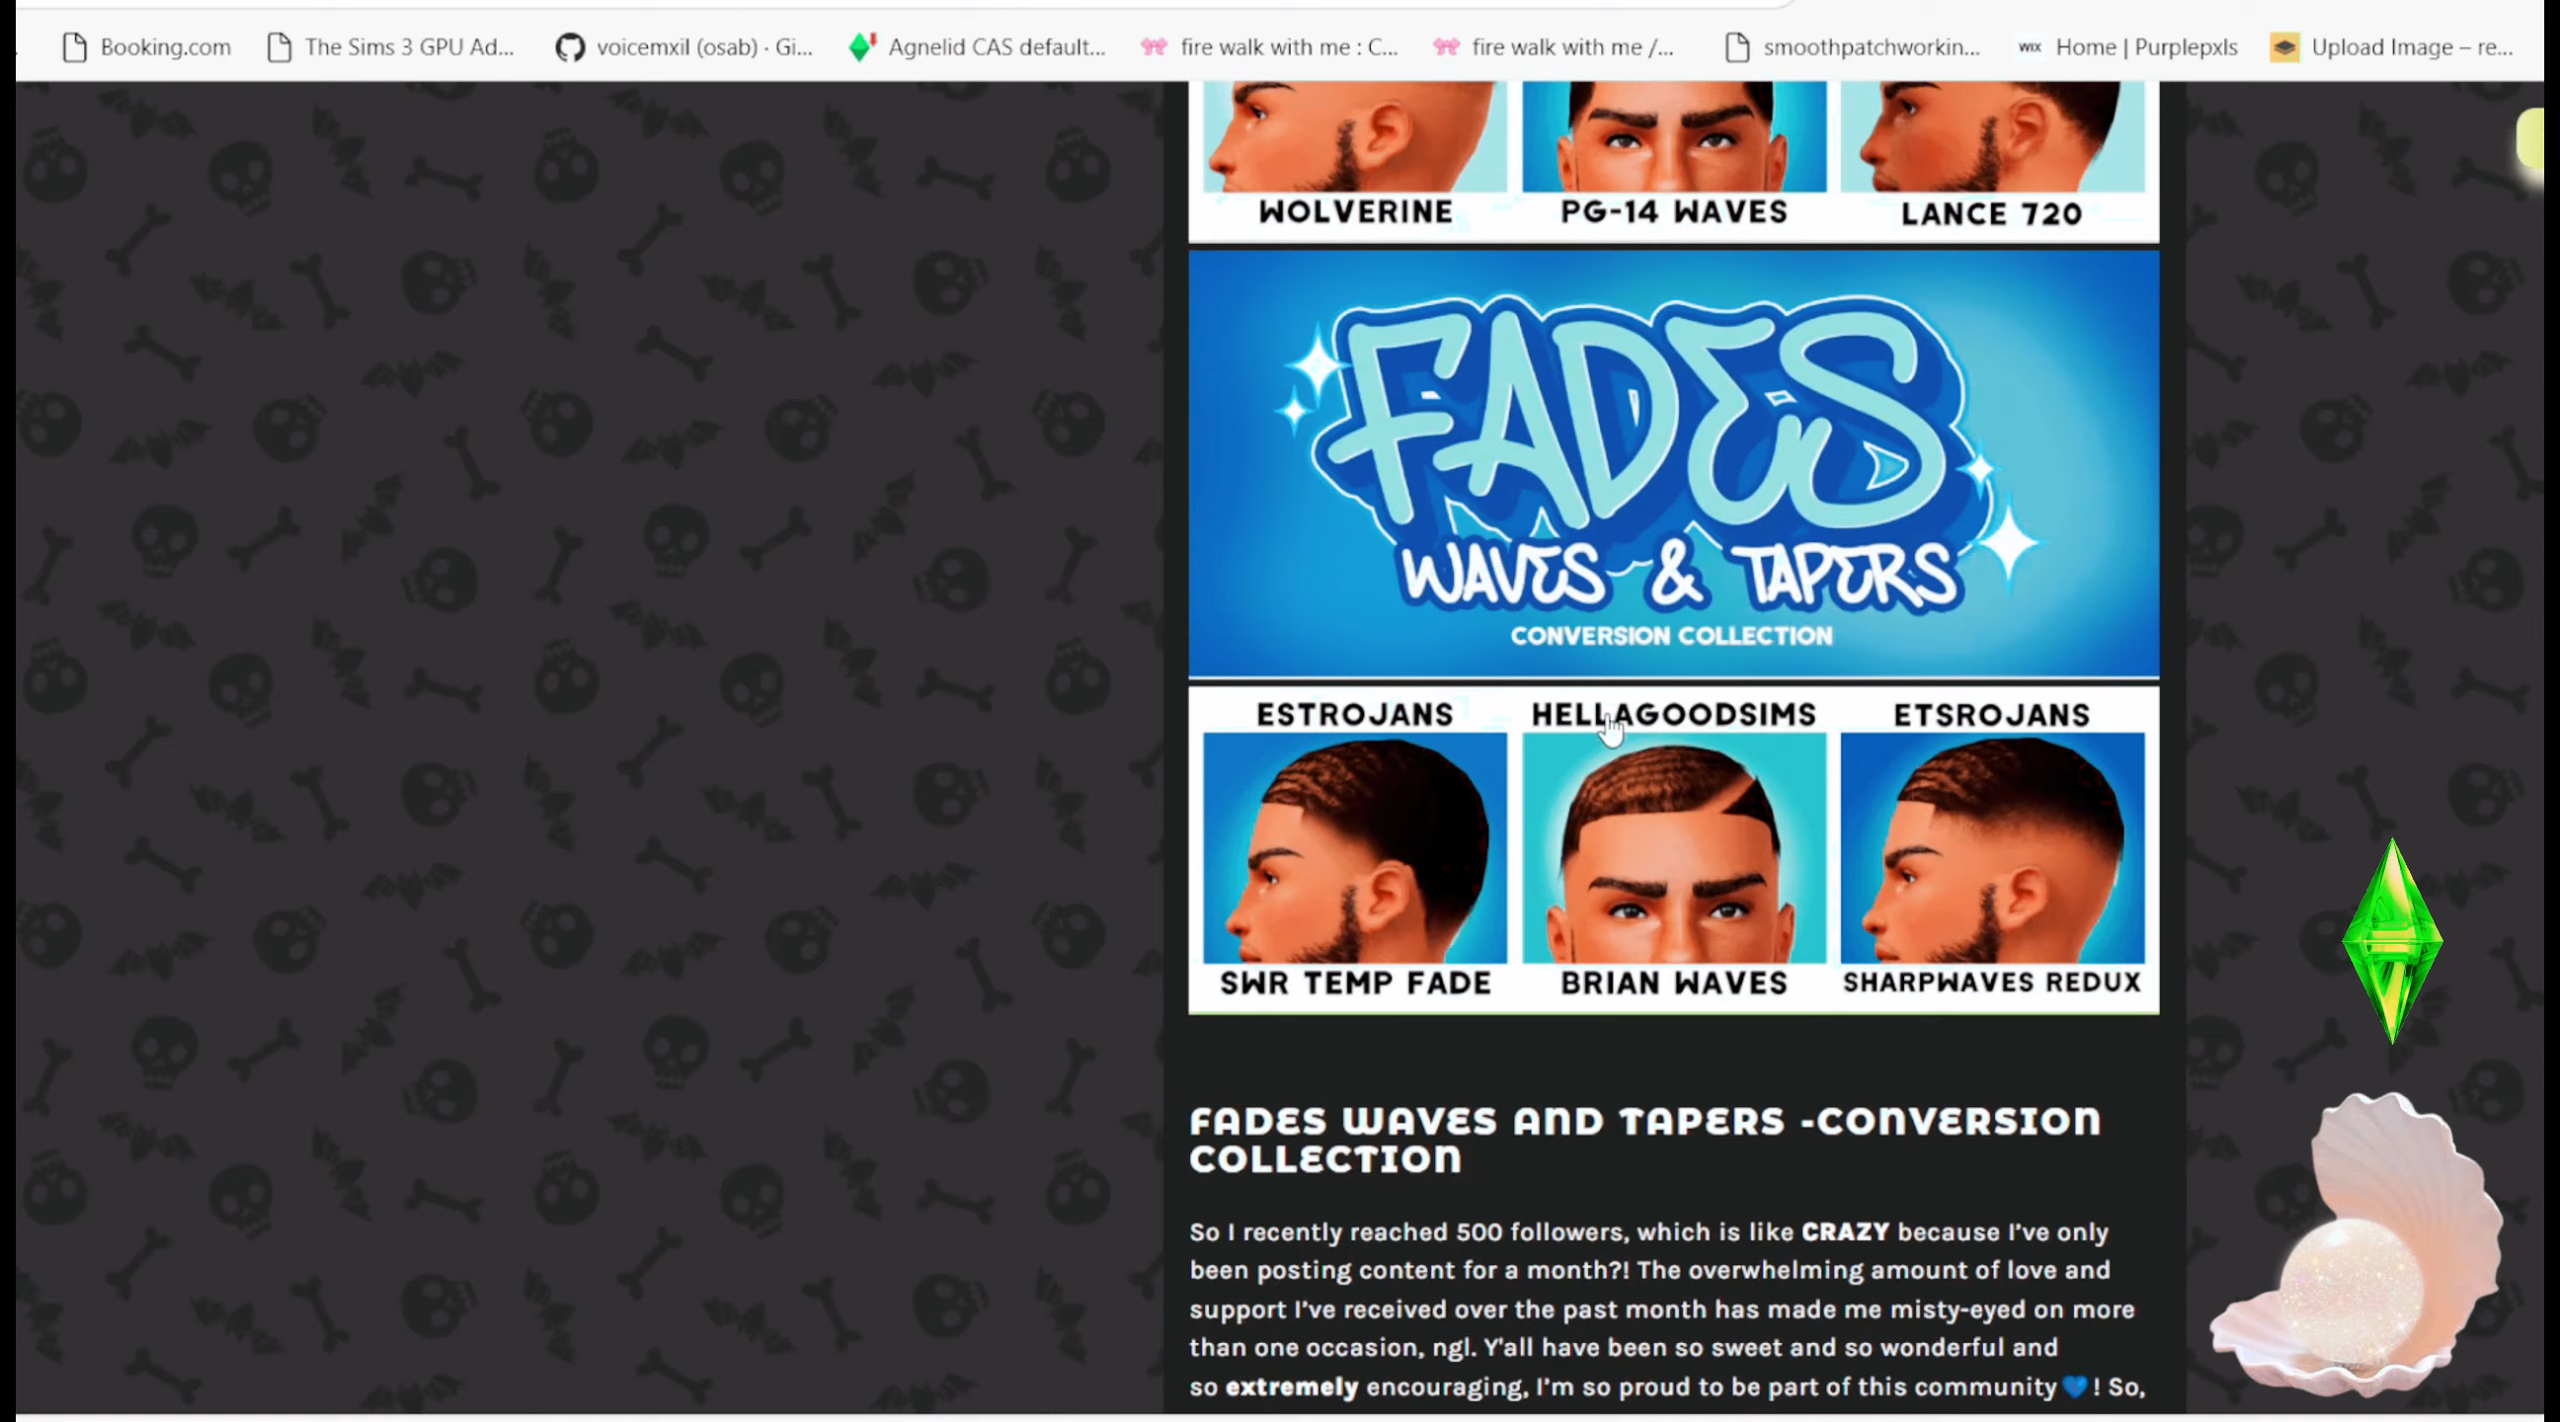 Booking.com
The Sims 3 GPU Ad...
voicemxil (osab) · Gi...
Agnelid CAS default...
fire walk with me : C...
fire walk with me /...
smoothpatchworkin...
WIX Home | Purplepxls
Upload Image – re...
WOLVERINE
PG-14 WAVES
LANCE 720
FADES
WAVES & TAPERS
CONVERSION COLLECTION
ESTROJANS
HELLAGOODSIMS
ETSROJANS
SWR TEMP FADE
BRIAN WAVES
SHARPWAVES REDUX
FADES WAVES AND TAPERS -CONVERSION
COLLECTION
So I recently reached 500 followers, which is like CRAZY because I've only
been posting content for a month?! The overwhelming amount of love and
support I've received over the past month has made me misty-eyed on more
than one occasion, ngl. Y'all have been so sweet and so wonderful and
so extremely encouraging, I'm so proud to be part of this community💙! So,